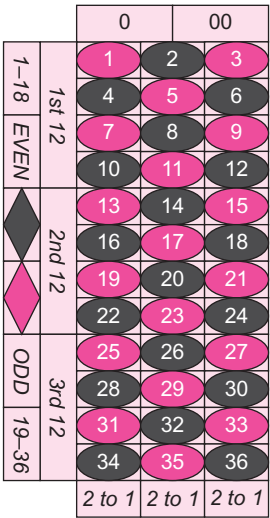 0 00
1 2 3
4 5 6
7 8 9
10 11 12
13 14 15
16 17 18
19 20 21
22 23 24
25 26 27
28 29 30
31 32 33
34 35 36
2 to 1 2 to 1 2 to 1
1st 12
2nd 12
3rd 12
1–18
EVEN
ODD
19–36